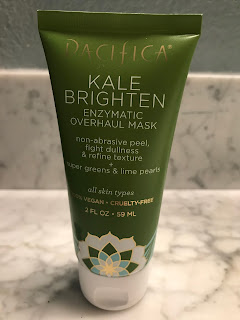 PACIFICA
KALE
BRIGHTEN
ENZYMATIC
OVERHAUL MASK
non-abrasive peel,
fight dullness
& refine texture
+
super greens & lime pearls
all skin types
VEGAN • CRUELTY-FREE
2 FL OZ • 59 ML